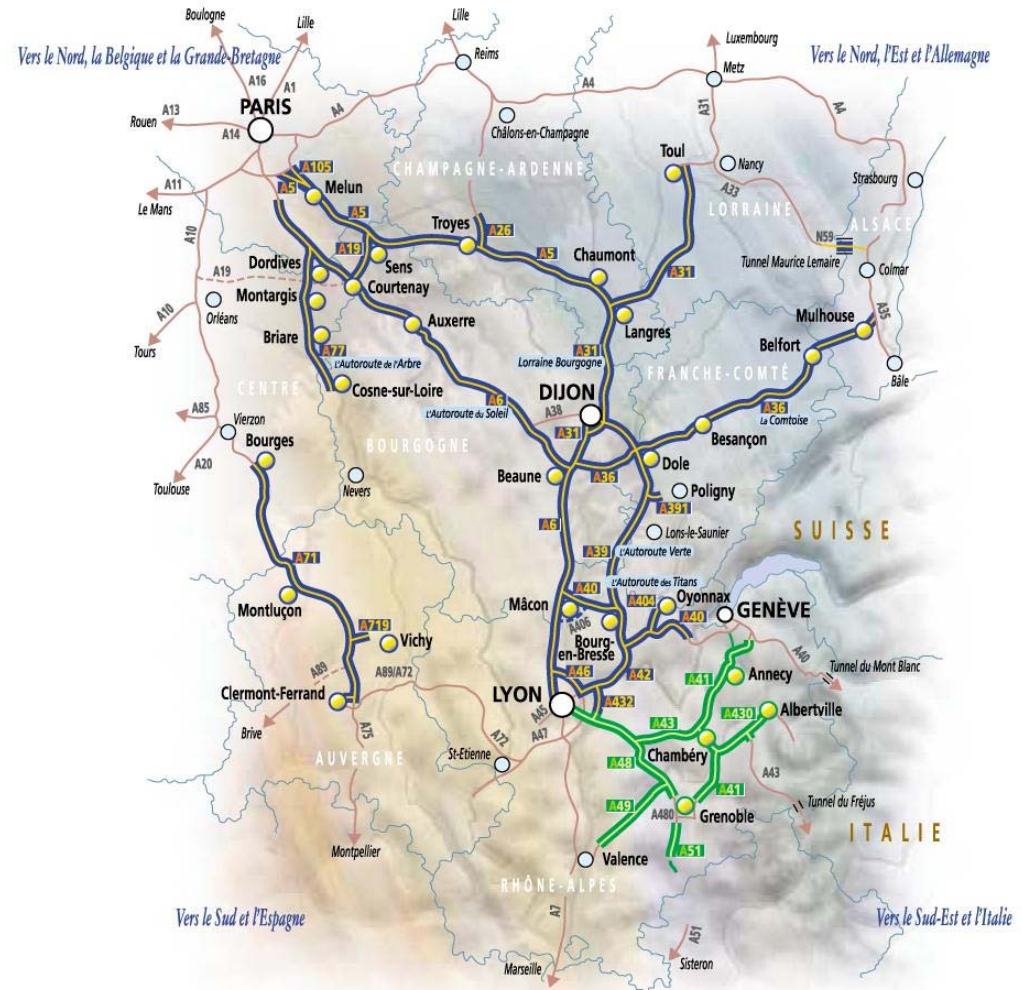 Boulogne
Lille
Lille
Luxembourg
Vers le Nord, la Belgique et la Grande-Bretagne
Reims
Metz
Vers le Nord, l'Est et l'Allemagne
A16
A1
A4
A4
A31
A4
PARIS
A13
Rouen
A14
A4
Châlons-en-Champagne
Toul
Nancy
CHAMPAGNE-ARDENNE
A105
A5
Melun
A33
Strasbourg
A11
Le Mans
LORRAINE
ALSACE
A5
Troyes
A26
A10
N59
A19
Sens
A5
Chaumont
Tunnel Maurice Lemaire
Colmar
Dordives
A19
Courtenay
A31
Montargis
Orléans
A10
Auxerre
Langres
Mulhouse
A35
Briare
Tours
A77
A31
Lorraine Bourgogne
Belfort
L'Autoroute de l'Arbre
FRANCHE-COMTÉ
Bâle
Cosne-sur-Loire
CENTRE
A6
DIJON
A36
La Comtoise
L'Autoroute du Soleil
A38
A85
Vierzon
A31
Besançon
Bourges
BOURGOGNE
A20
Toulouse
Nevers
Beaune
A36
Dole
Poligny
A391
A6
Lons-le-Saunier
SUISSE
A39
L'Autoroute Verte
A71
L'Autoroute des Titans
A40
A404
Oyonnax
Montluçon
Mâcon
GENÈVE
A406
A40
Bourg-
en-Bresse
A719
Vichy
A40
Tunnel du Mont Blanc
A89
A89/A72
A46
A42
A41
Annecy
Clermont-Ferrand
LYON
A432
A430
Albertville
A45
A43
Brive
A75
A72
A47
Chambéry
St-Etienne
AUVERGNE
A48
A43
A41
A49
Tunnel du Fréjus
A480
Grenoble
ITALIE
Montpellier
Valence
A51
RHÔNE-ALPES
Vers le Sud et l'Espagne
A7
Vers le Sud-Est et l'Italie
A51
Sisteron
Marseille